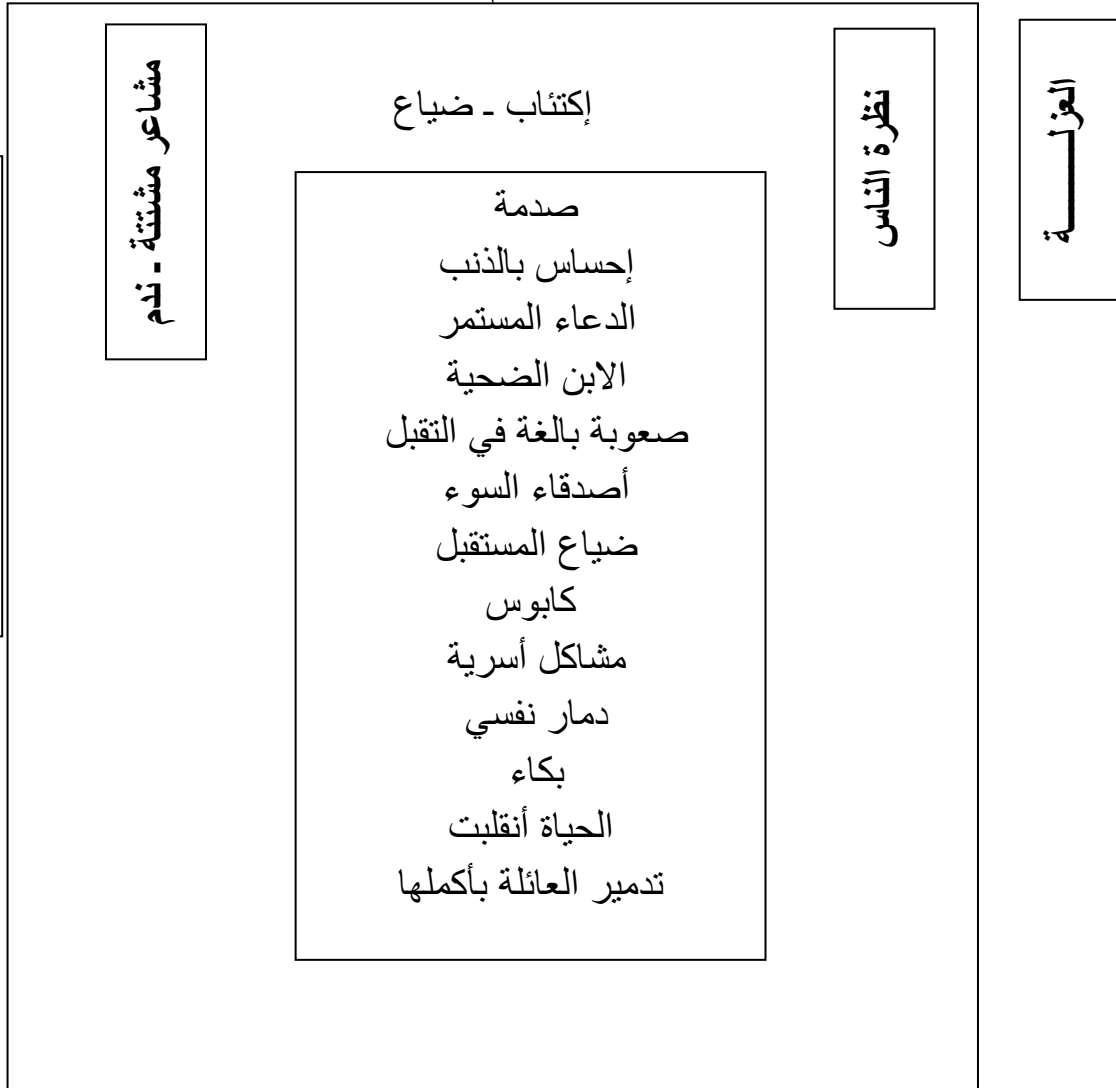 العزلـــــــة
نظرة الناس
إكتئاب ـ ضياع
مشاعر مشتتة ـ ندم
صدمة
إحساس بالذنب
الدعاء المستمر
الابن الضحية
صعوبة بالغة في التقبل
أصدقاء السوء
ضياع المستقبل
كابوس
مشاكل أسرية
دمار نفسي
بكاء
الحياة أنقلبت
تدمير العائلة بأكملها